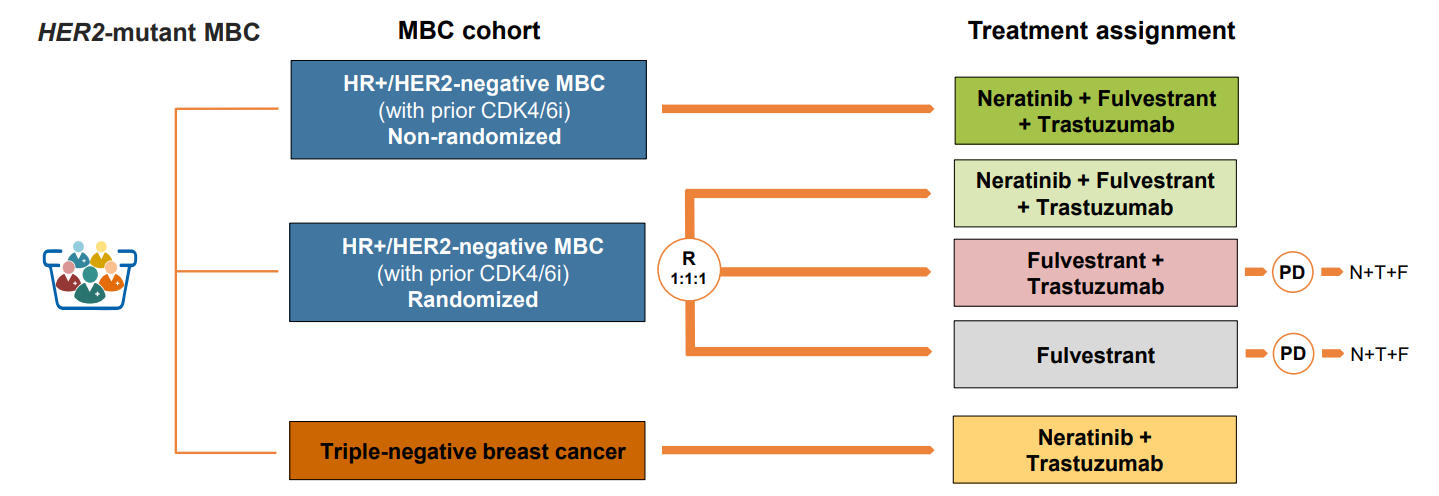 HER2-mutant MBC
MBC cohort
Treatment assignment
HR+/HER2-negative MBC
(with prior CDK4/6i)
Non-randomized
Neratinib + Fulvestrant
+ Trastuzumab
HR+/HER2-negative MBC
(with prior CDK4/6i)
Randomized
R
1:1:1
Neratinib + Fulvestrant
+ Trastuzumab
Fulvestrant +
Trastuzumab
PD
N+T+F
Fulvestrant
PD
N+T+F
Triple-negative breast cancer
Neratinib +
Trastuzumab